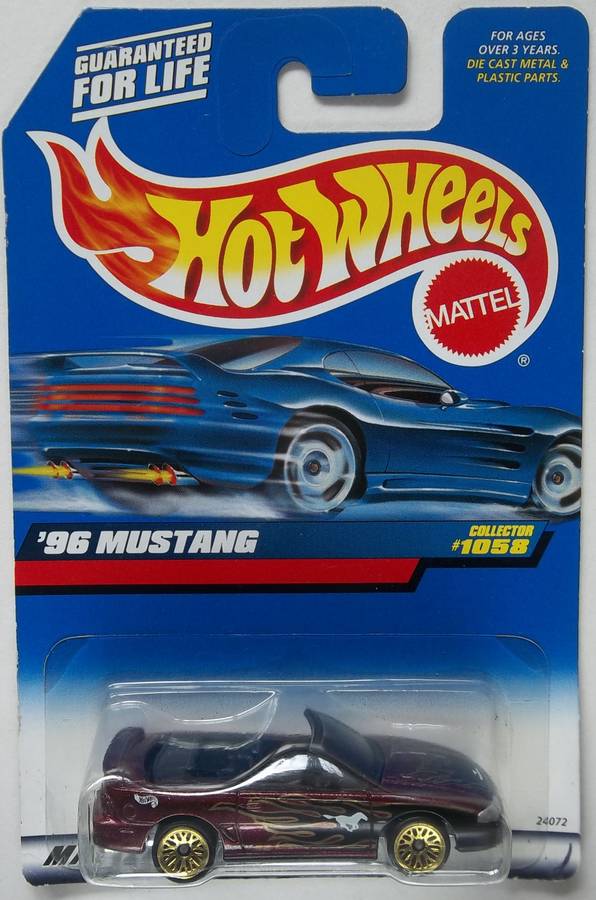 GUARANTEED
FOR LIFE
FOR AGES
OVER 3 YEARS.
DIE CAST METAL &
PLASTIC PARTS.
HOT WHEELS
MATTEL
®
'96 MUSTANG
COLLECTOR
#1058
24072